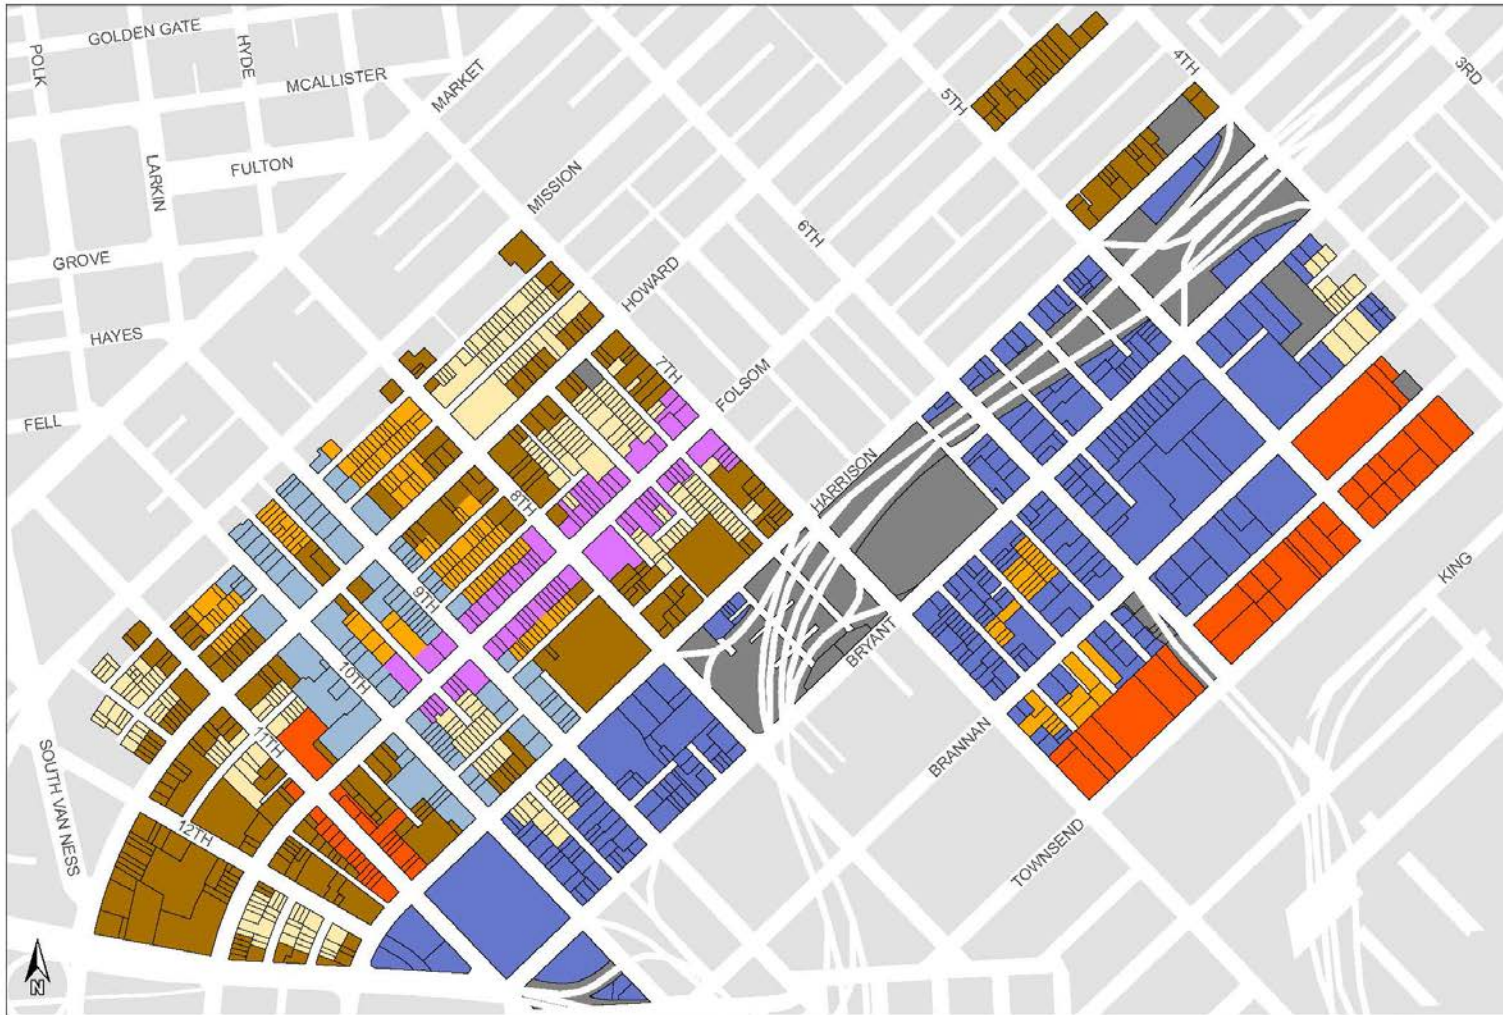 GOLDEN GATE
POLK
HYDE
MCALLISTER
MARKET
4TH
3RD
5TH
LARKIN
FULTON
MISSION
6TH
GROVE
HOWARD
HAYES
7TH
FOLSOM
FELL
HARRISON
8TH
9TH
KING
BRYANT
10TH
11TH
BRANNAN
SOUTH VAN NESS
12TH
TOWNSEND
N